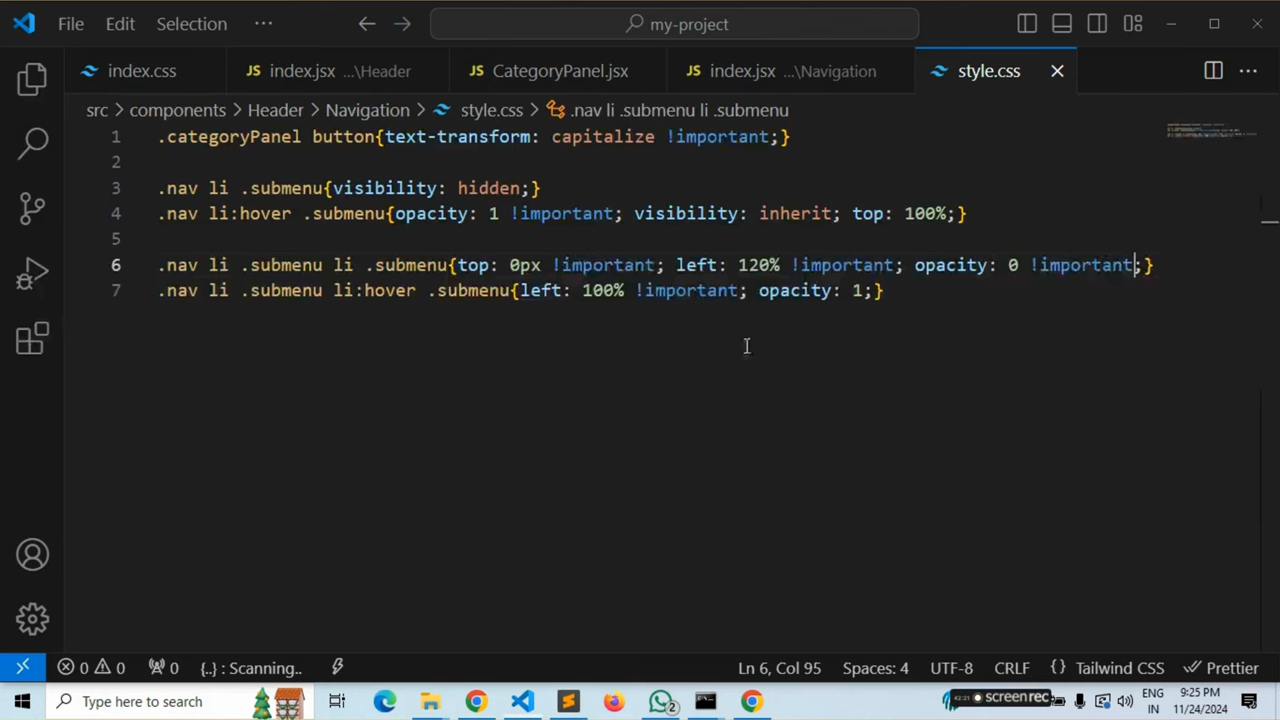 File Edit Selection ··· my-project
index.css index.jsx ...\Header CategoryPanel.jsx index.jsx ...\Navigation style.css
src > components > Header > Navigation > style.css > .nav li .submenu li .submenu
1 .categoryPanel button{text-transform: capitalize !important;}
2
3 .nav li .submenu{visibility: hidden;}
4 .nav li:hover .submenu{opacity: 1 !important; visibility: inherit; top: 100%;}
5
6 .nav li .submenu li .submenu{top: 0px !important; left: 120% !important; opacity: 0 !important;}
7 .nav li .submenu li:hover .submenu{left: 100% !important; opacity: 1;}
0 0 0 {..} : Scanning.. Ln 6, Col 95 Spaces: 4 UTF-8 CRLF {} Tailwind CSS Prettier
Type here to search 2 42:21 screenrec ENG IN 9:25 PM 11/24/2024